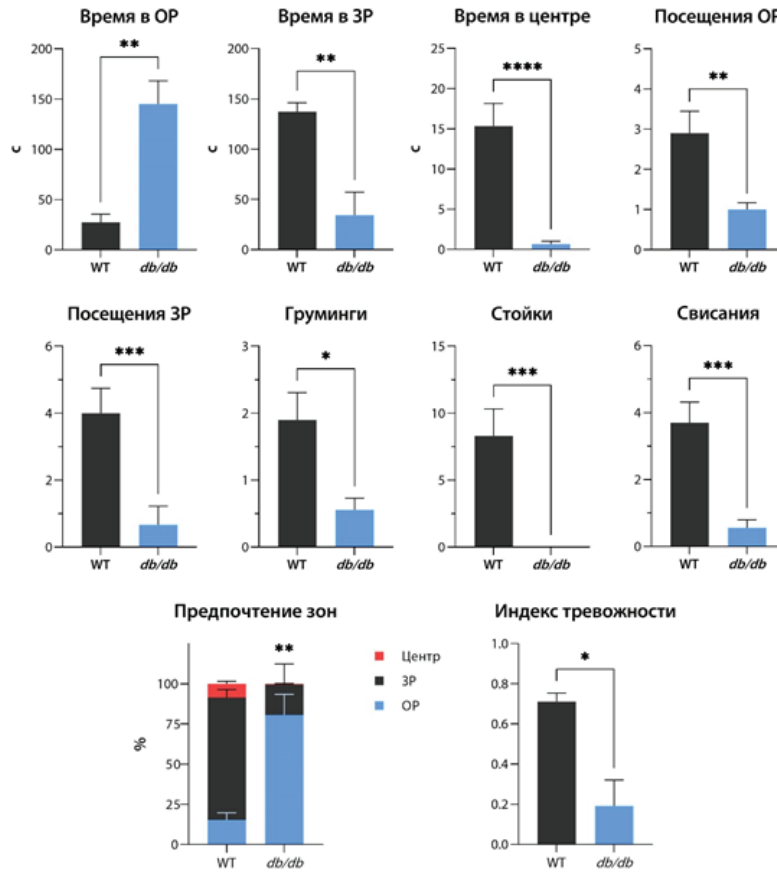 Время в ОР
200
150
100
50
0
с
**
WT
db/db
Время в ЗР
200
150
100
50
0
с
**
WT
db/db
Время в центре
25
20
15
10
5
0
с
****
WT
db/db
Посещения ОР
5
4
3
2
1
0
**
WT
db/db
Посещения ЗР
6
4
2
0
***
WT
db/db
Груминги
3
2
1
0
*
WT
db/db
Стойки
15
10
5
0
***
WT
db/db
Свисания
6
4
2
0
***
WT
db/db
Предпочтение зон
100
75
50
25
0
%
**
WT
db/db
Центр
ЗР
ОР
Индекс тревожности
1.0
0.8
0.6
0.4
0.2
0.0
*
WT
db/db